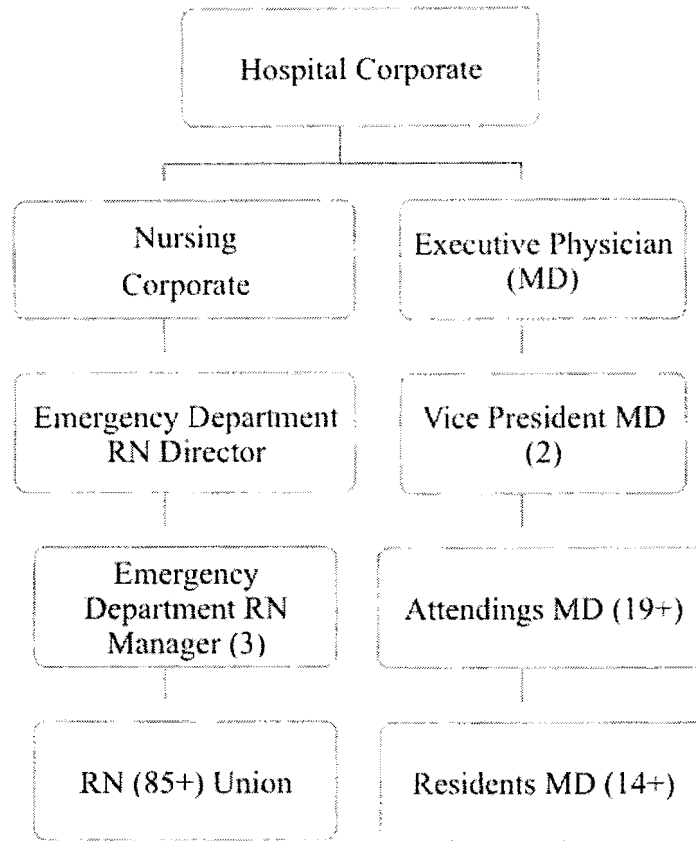 Hospital Corporate
Nursing
Corporate
Executive Physician
(MD)
Emergency Department
RN Director
Vice President MD
(2)
Emergency
Department RN
Manager (3)
Attendings MD (19+)
RN (85+) Union
Residents MD (14+)